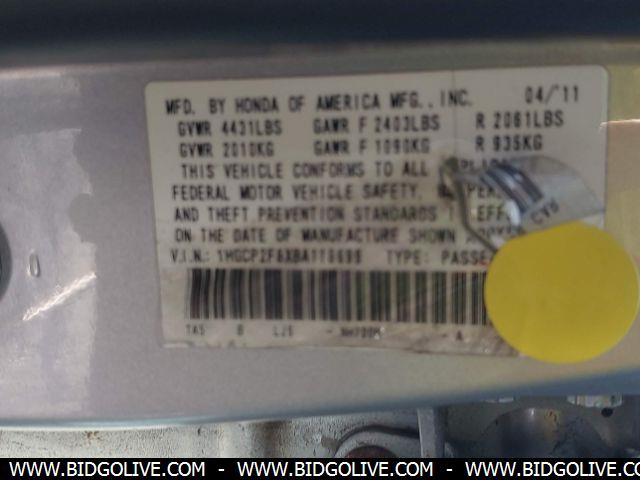 MFD. BY HONDA OF AMERICA MFG., INC. 04/'11
GVWR 4431LBS GAWR F 2403LBS R 2061LBS
GVWR 2010KG GAWR F 1090KG R 935KG
THIS VEHICLE CONFORMS TO ALL
FEDERAL MOTOR VEHICLE SAFETY,
AND THEFT PREVENTION STANDARDS
ON THE DATE OF MANUFACTURE SHOWN
V.I.N.: TYPE:
TA5 B A
WWW.BIDGOLIVE.COM - WWW.BIDGOLIVE.COM - WWW.BIDGOLIVE.COM